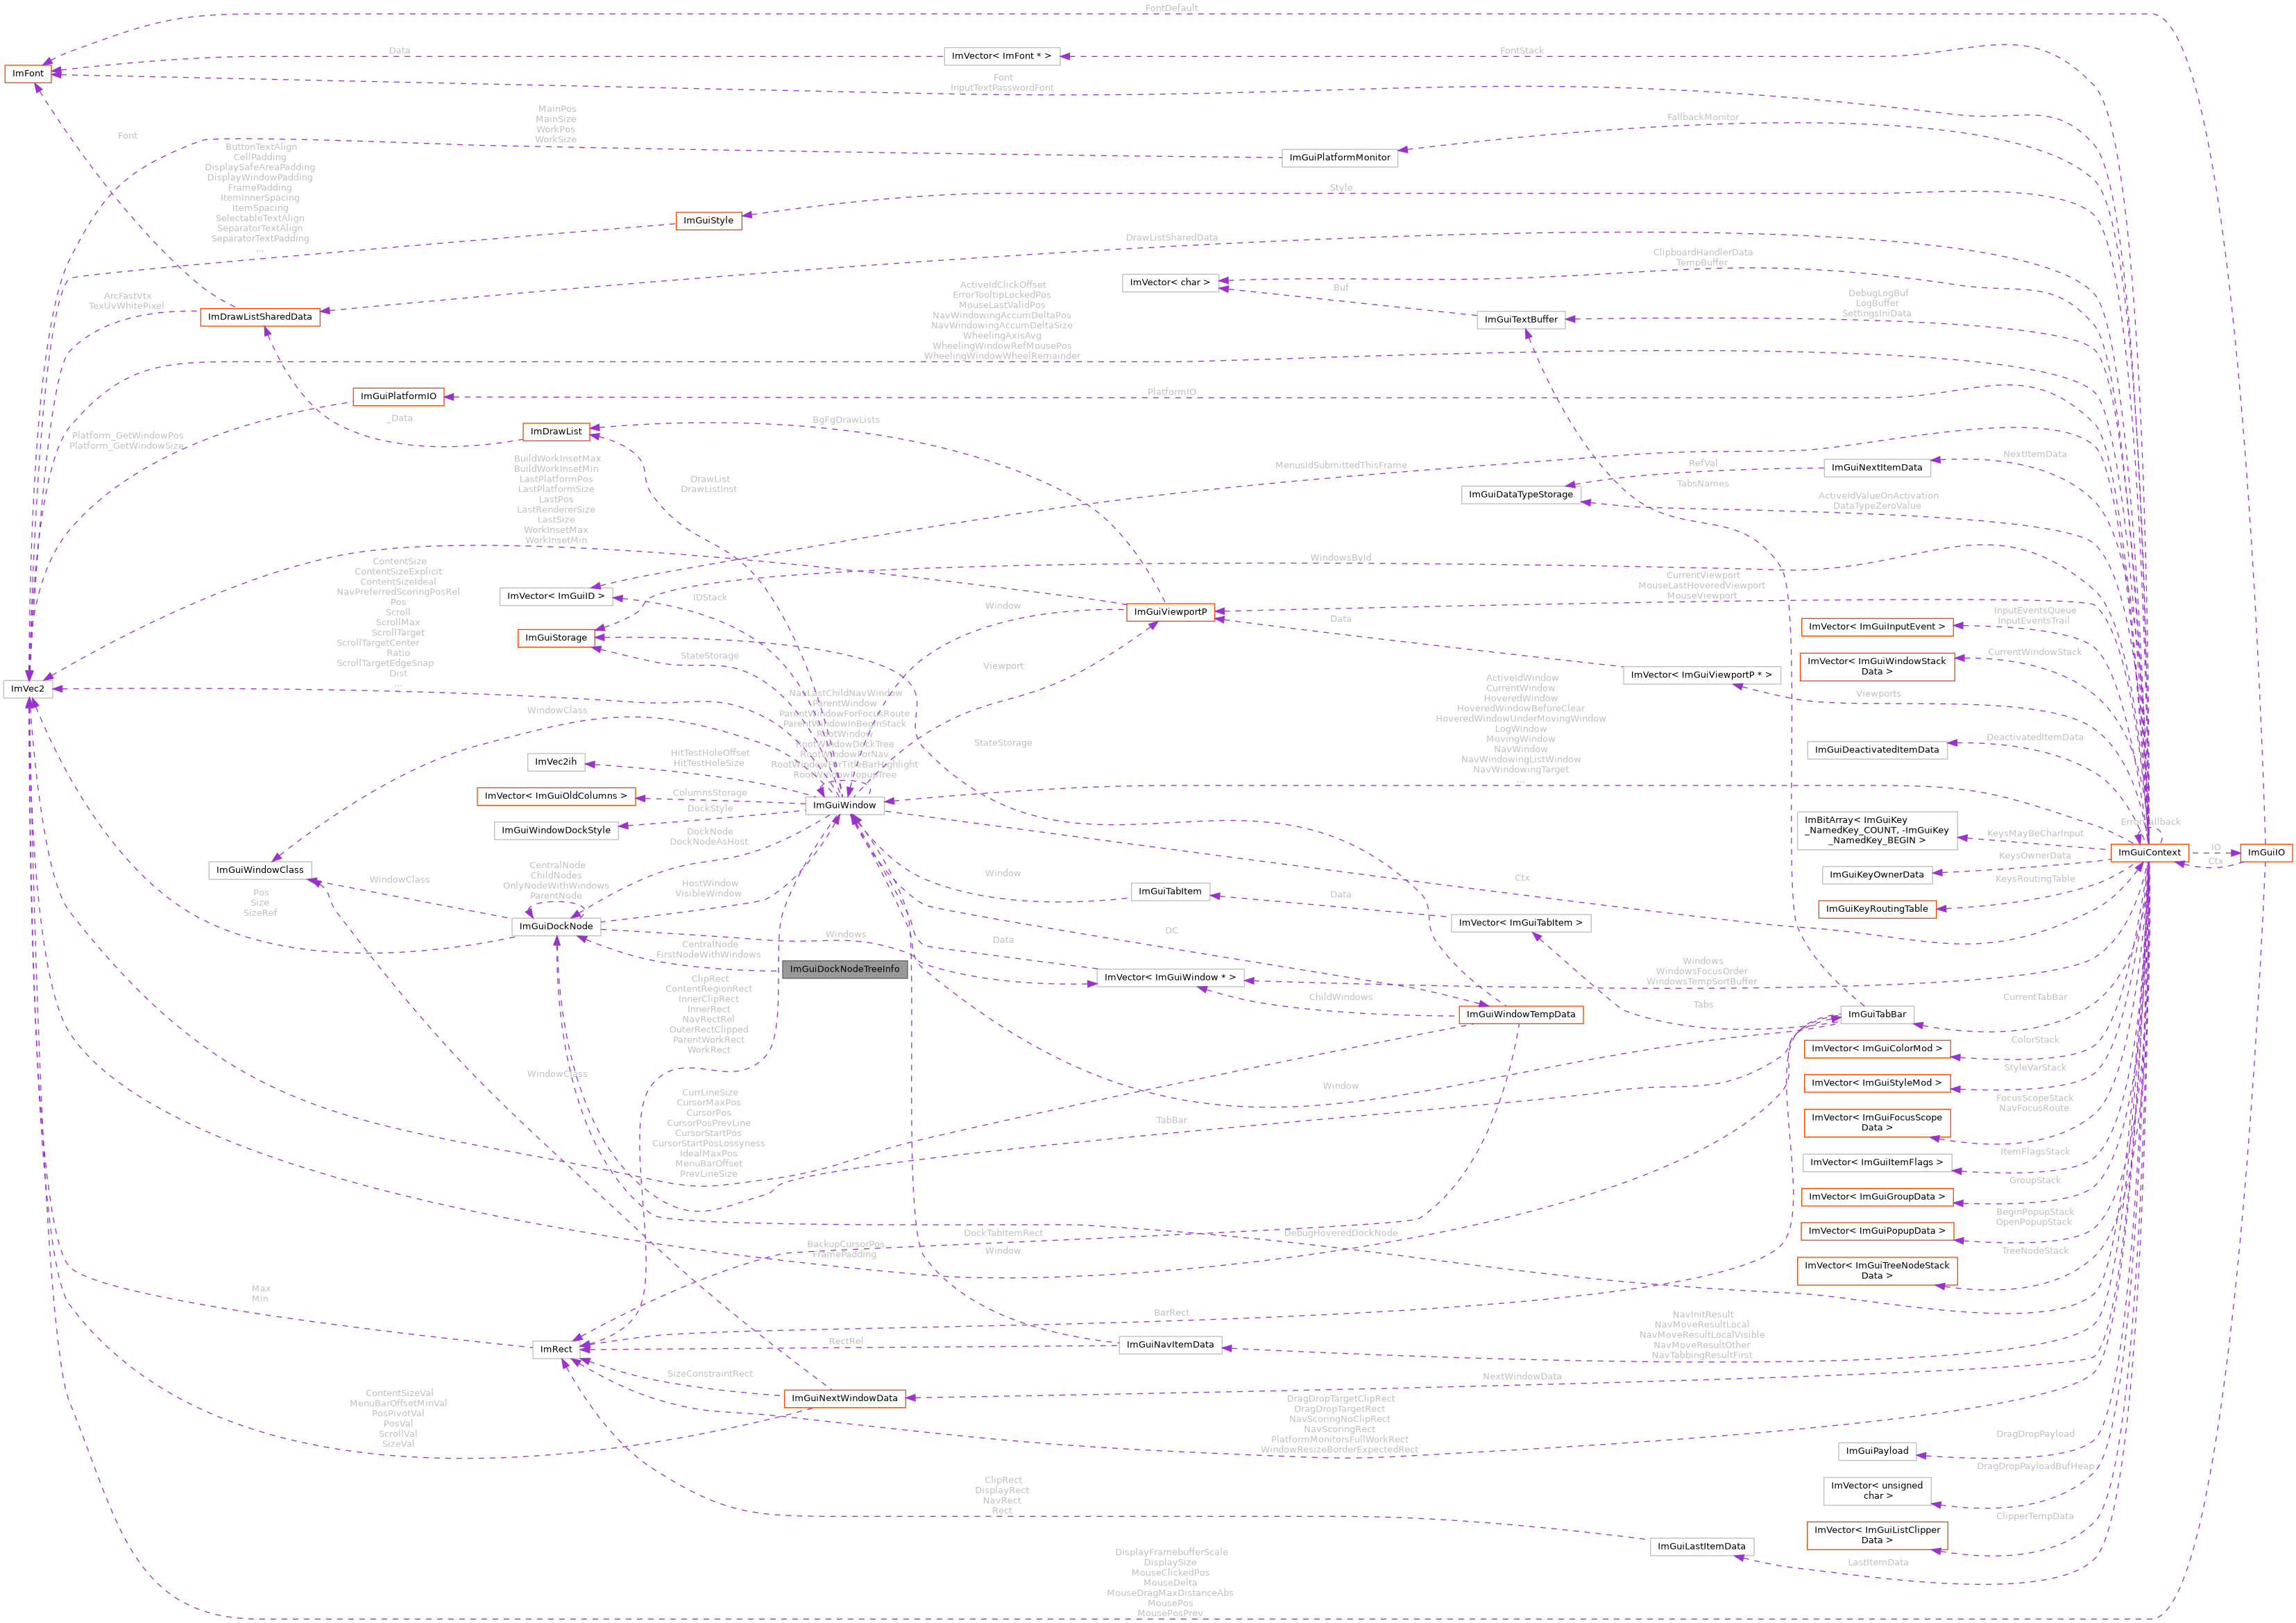 FontDefault
Data
ImVector< ImFont * >
FontStack
ImFont
Font
InputTextPasswordFont
MainPos
MainSize
WorkPos
WorkSize
FallbackMonitor
Font
ImGuiPlatformMonitor
ButtonTextAlign
CellPadding
DisplaySafeAreaPadding
DisplayWindowPadding
FramePadding
ItemInnerSpacing
ItemSpacing
SelectableTextAlign
SeparatorTextAlign
SeparatorTextPadding
...
Style
ImGuiStyle
DrawListSharedData
ClipboardHandlerData
TempBuffer
ImVector< char >
Buf
ArcFastVtx
TexUvWhitePixel
ImDrawListSharedData
ActiveIdClickOffset
ErrorTooltipLockedPos
MouseLastValidPos
NavWindowingAccumDeltaPos
NavWindowingAccumDeltaSize
WheelingAxisAvg
WheelingWindowRefMousePos
WheelingWindowWheelRemainder
ImGuiTextBuffer
DebugLogBuf
LogBuffer
SettingsIniData
ImGuiPlatformIO
PlatformIO
_Data
ImDrawList
BgFgDrawLists
Platform_GetWindowPos
Platform_GetWindowSize
BuildWorkInsetMax
BuildWorkInsetMin
LastPlatformPos
LastPlatformSize
LastPos
LastRendererSize
LastSize
WorkInsetMax
WorkInsetMin
DrawList
DrawListInst
MenusIdSubmittedThisFrame
RefVal
ImGuiNextItemData
NextItemData
TabsNames
ImGuiDataTypeStorage
ActiveIdValueOnActivation
DataTypeZeroValue
WindowsById
ContentSize
ContentSizeExplicit
ContentSizeIdeal
NavPreferredScoringPosRel
Pos
Scroll
ScrollMax
ScrollTarget
ScrollTargetCenter
Ratio
ScrollTargetEdgeSnap
Dist
...
ImVector< ImGuiID >
IDStack
ImGuiStorage
StateStorage
Window
ImGuiViewportP
CurrentViewport
MouseLastHoveredViewport
MouseViewport
Data
Viewport
ImVector< ImGuiViewportP * >
Viewports
InputEventsQueue
InputEventsTrail
ImVector< ImGuiInputEvent >
CurrentWindowStack
ImVector< ImGuiWindowStack
Data >
ImVec2
WindowClass
NavLastChildNavWindow
ParentWindow
ParentWindowForFocusRoute
ParentWindowInBeginStack
RootWindow
RootWindowDockTree
RootWindowForNav
RootWindowForTitleBarHighlight
RootWindowPopupTree
StateStorage
ActiveIdWindow
CurrentWindow
HoveredWindow
HoveredWindowBeforeClear
HoveredWindowUnderMovingWindow
LogWindow
MovingWindow
NavWindow
NavWindowingListWindow
NavWindowingTarget
...
DeactivatedItemData
ImGuiDeactivatedItemData
ImVec2ih
HitTestHoleOffset
HitTestHoleSize
ImVector< ImGuiOldColumns >
ColumnsStorage
ImGuiWindow
ImGuiWindowDockStyle
DockStyle
DockNode
DockNodeAsHost
ImBitArray< ImGuiKey
_NamedKey_COUNT, -ImGuiKey
_NamedKey_BEGIN >
KeysMayBeCharInput
ErrorFallback
ImGuiContext
IO
Ctx
ImGuiIO
ImGuiWindowClass
WindowClass
CentralNode
ChildNodes
OnlyNodeWithWindows
ParentNode
HostWindow
VisibleWindow
Window
ImGuiTabItem
Ctx
Data
ImGuiKeyOwnerData
KeysOwnerData
ImGuiKeyRoutingTable
KeysRoutingTable
Pos
Size
SizeRef
ImGuiDockNode
ImVector< ImGuiTabItem >
Windows
DC
CentralNode
FirstNodeWithWindows
Data
ImGuiDockNodeTreeInfo
ImVector< ImGuiWindow * >
Windows
WindowsFocusOrder
WindowsTempSortBuffer
ChildWindows
ClipRect
ContentRegionRect
InnerClipRect
InnerRect
NavRectRel
OuterRectClipped
ParentWorkRect
WorkRect
ImGuiWindowTempData
Tabs
ImGuiTabBar
CurrentTabBar
ImVector< ImGuiColorMod >
ColorStack
WindowClass
ImVector< ImGuiStyleMod >
StyleVarStack
Window
CurrLineSize
CursorMaxPos
CursorPos
CursorPosPrevLine
CursorStartPos
CursorStartPosLossyness
IdealMaxPos
MenuBarOffset
PrevLineSize
TabBar
ImVector< ImGuiFocusScope
Data >
FocusScopeStack
NavFocusRoute
ImVector< ImGuiItemFlags >
ItemFlagsStack
ImVector< ImGuiGroupData >
GroupStack
ImVector< ImGuiPopupData >
BeginPopupStack
OpenPopupStack
BackupCursorPos
FramePadding
DockTabItemRect
Window
DebugHoveredDockNode
ImVector< ImGuiTreeNodeStack
Data >
TreeNodeStack
Max
Min
BarRect
ImRect
RectRel
ImGuiNavItemData
NavInitResult
NavMoveResultLocal
NavMoveResultLocalVisible
NavMoveResultOther
NavTabbingResultFirst
SizeConstraintRect
NextWindowData
ImGuiNextWindowData
ContentSizeVal
MenuBarOffsetMinVal
PosPivotVal
PosVal
ScrollVal
SizeVal
DragDropTargetClipRect
DragDropTargetRect
NavScoringNoClipRect
NavScoringRect
PlatformMonitorsFullWorkRect
WindowResizeBorderExpectedRect
ImGuiPayload
DragDropPayload
DragDropPayloadBufHeap
ImVector< unsigned
char >
ClipRect
DisplayRect
NavRect
Rect
ClipperTempData
ImVector< ImGuiListClipper
Data >
ImGuiLastItemData
LastItemData
DisplayFramebufferScale
DisplaySize
MouseClickedPos
MouseDelta
MouseDragMaxDistanceAbs
MousePos
MousePosPrev